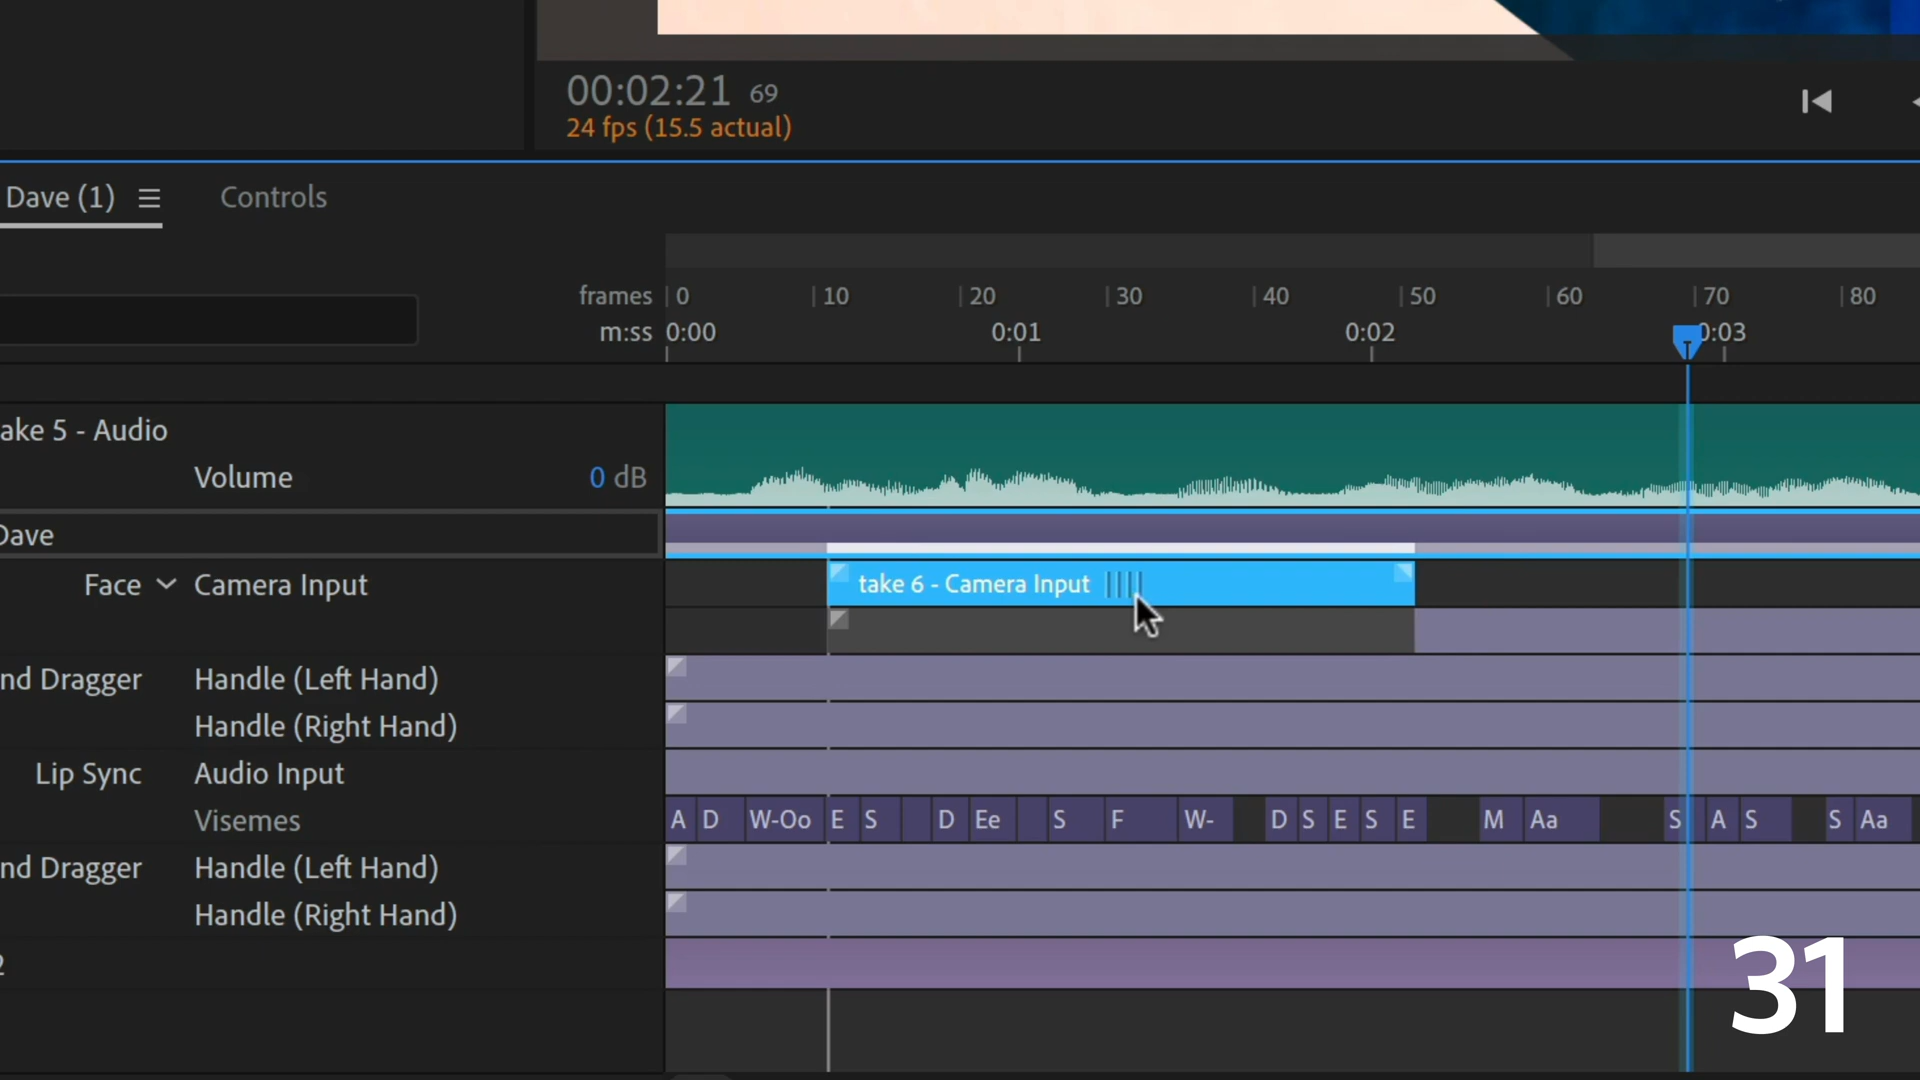 00:02:21 69
24 fps (15.5 actual)
Dave (1) Controls
frames 0 10 20 30 40 50 60 70 80
m:ss 0:00 0:01 0:02 0:03
ake 5 - Audio
Volume 0 dB
Dave
Face Camera Input take 6 - Camera Input
nd Dragger Handle (Left Hand)
Handle (Right Hand)
Lip Sync Audio Input
Visemes A D W-Oo E S D Ee S F W- D S E S E M Aa S A S S Aa
nd Dragger Handle (Left Hand)
Handle (Right Hand)
2
31